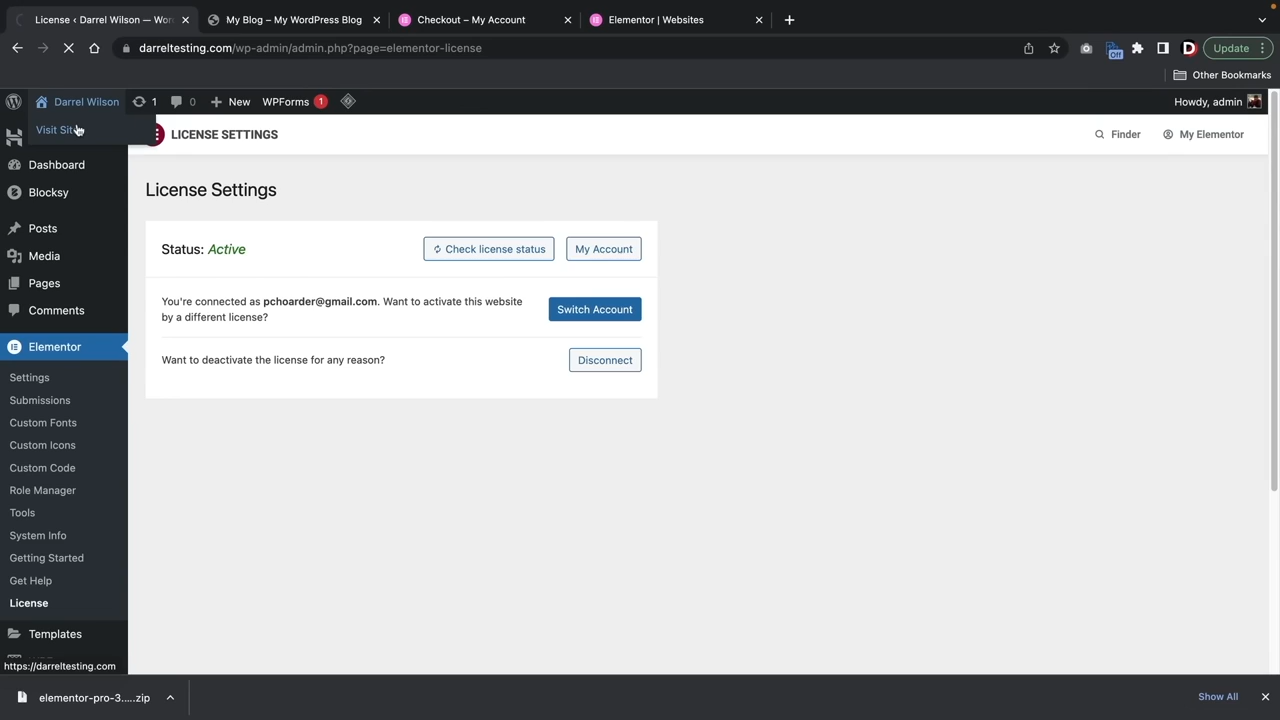 License ‹ Darrel Wilson — Wor
My Blog – My WordPress Blog
Checkout – My Account
Elementor | Websites
darreltesting.com/wp-admin/admin.php?page=elementor-license
Off
Update
Other Bookmarks
Darrel Wilson
1
0
New
WPForms 1
Howdy, admin
Visit Site
LICENSE SETTINGS
Finder
My Elementor
Dashboard
Blocksy
Posts
Media
Pages
Comments
Elementor
Settings
Submissions
Custom Fonts
Custom Icons
Custom Code
Role Manager
Tools
System Info
Getting Started
Get Help
License
Templates
License Settings
Status: Active
Check license status
My Account
You're connected as pchoarder@gmail.com. Want to activate this website
by a different license?
Switch Account
Want to deactivate the license for any reason?
Disconnect
https://darreltesting.com
elementor-pro-3.....zip
Show All